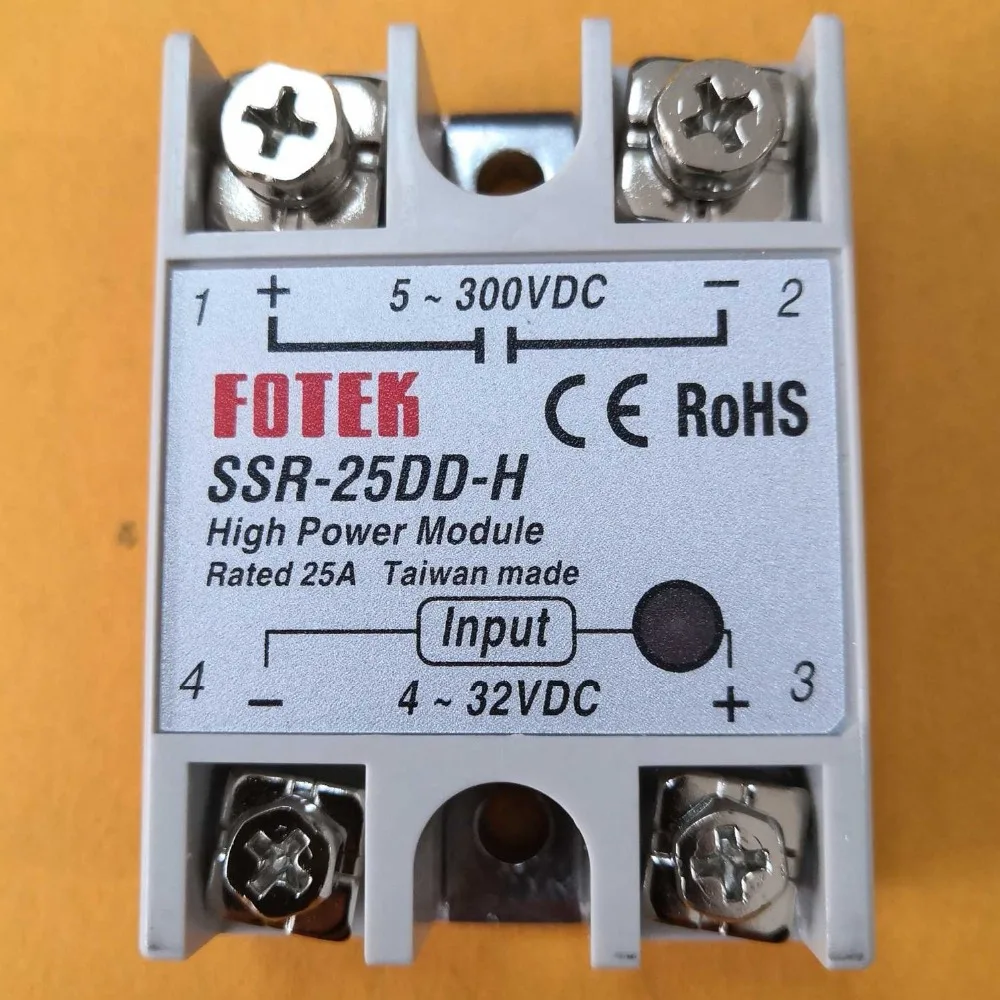 1 + 5 ~ 300VDC − 2
FOTEK CE RoHS
SSR-25DD-H
High Power Module
Rated 25A Taiwan made
Input
4 − 4 ~ 32VDC + 3